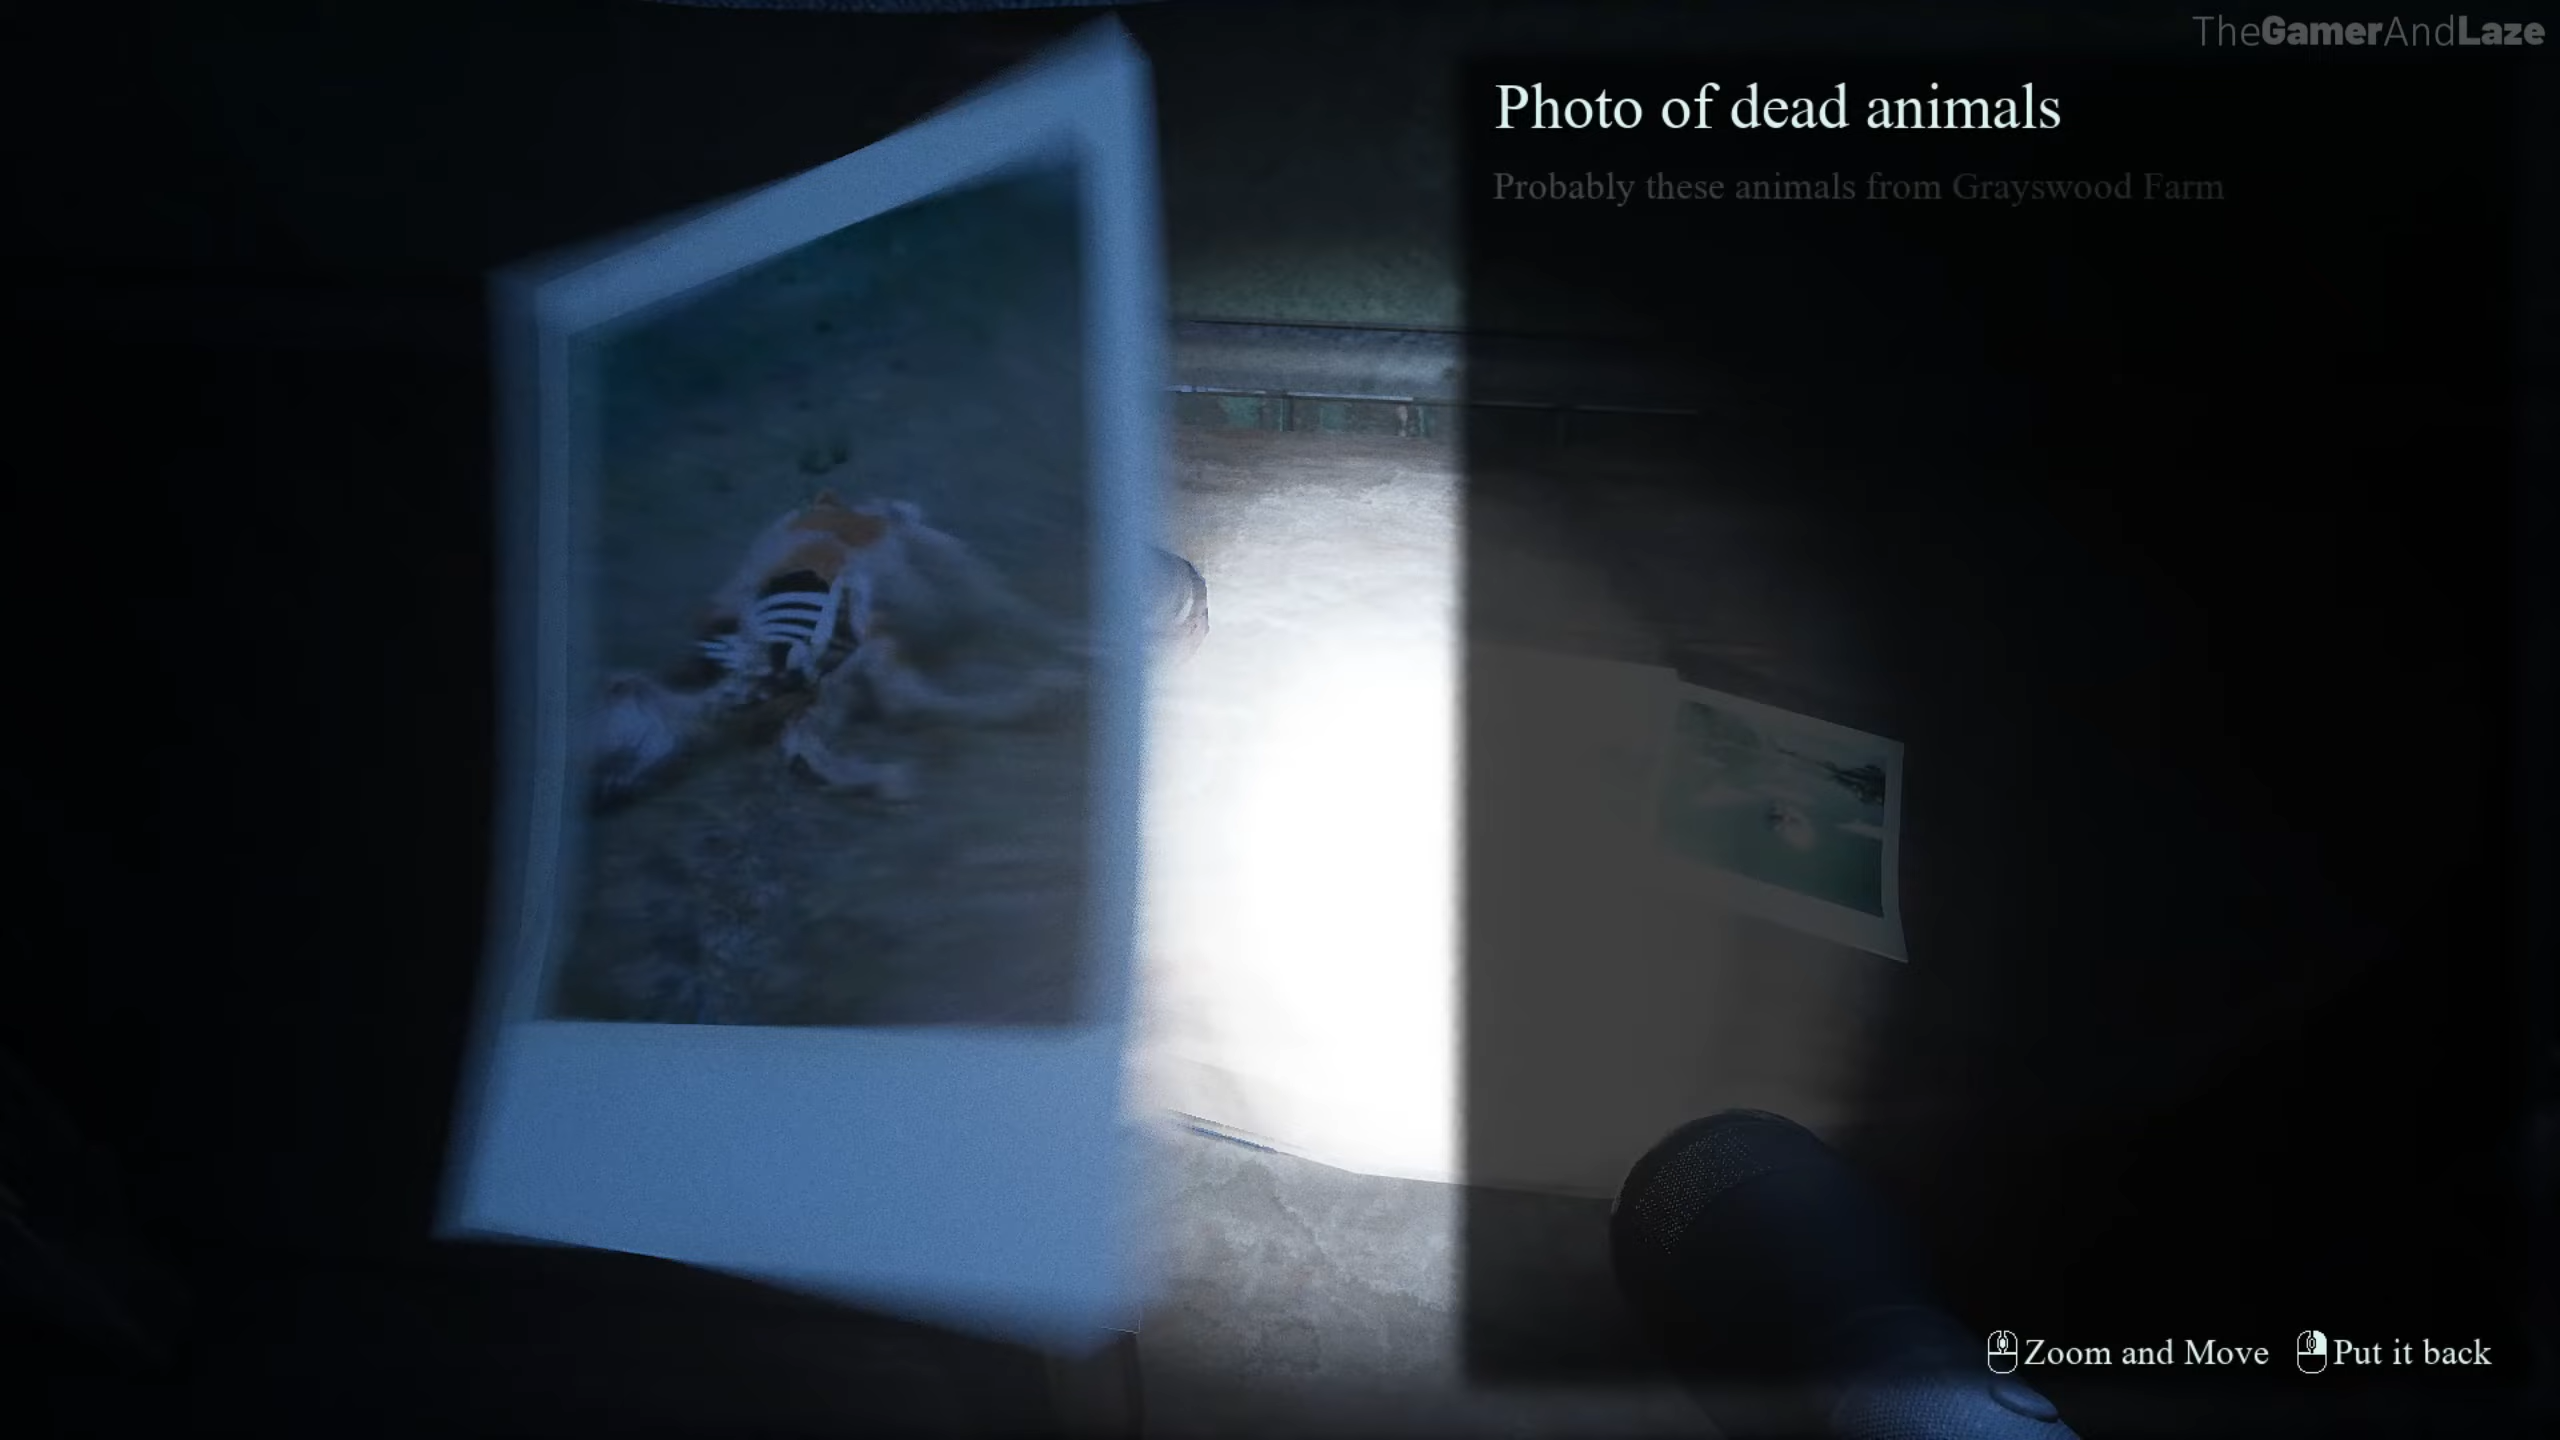 TheGamerAndLaze
Photo of dead animals
Probably these animals from Grayswood Farm
Zoom and Move
Put it back